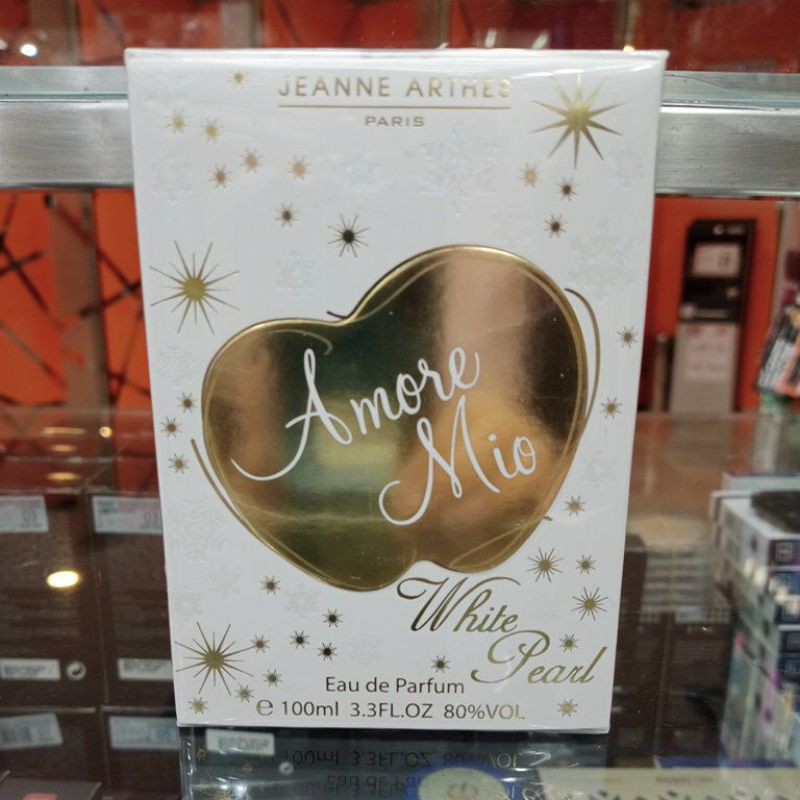 JEANNE ARTHES
PARIS
Amore
Mio
White
Pearl
Eau de Parfum
℮ 100ml 3.3FL.OZ 80%VOL